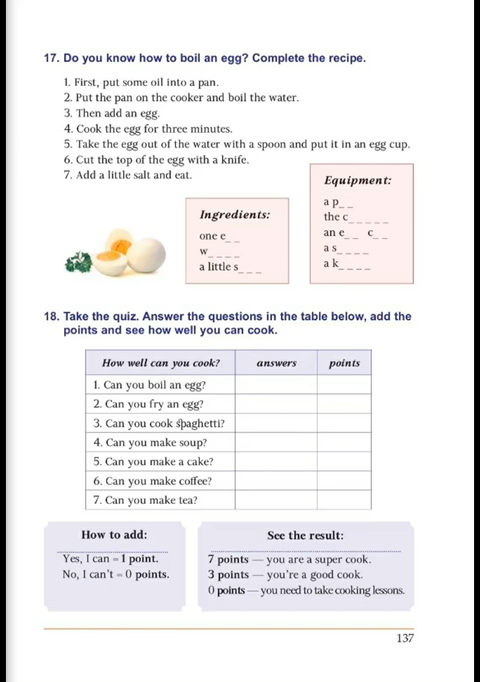 17. Do you know how to boil an egg? Complete the recipe.
1. First, put some oil into a pan.
2. Put the pan on the cooker and boil the water.
3. Then add an egg.
4. Cook the egg for three minutes.
5. Take the egg out of the water with a spoon and put it in an egg cup.
6. Cut the top of the egg with a knife.
7. Add a little salt and eat.
Ingredients:
one e_ _
w_ _ _ _
a little s_ _ _
Equipment:
a p_ _
the c_ _ _ _ _
an e_ _ c_ _
a s_ _ _ _
a k_ _ _ _
18. Take the quiz. Answer the questions in the table below, add the
points and see how well you can cook.
How well can you cook? answers points
1. Can you boil an egg?
2. Can you fry an egg?
3. Can you cook spaghetti?
4. Can you make soup?
5. Can you make a cake?
6. Can you make coffee?
7. Can you make tea?
How to add:
Yes, I can = 1 point.
No, I can't = 0 points.
See the result:
7 points — you are a super cook.
3 points — you're a good cook.
0 points — you need to take cooking lessons.
137